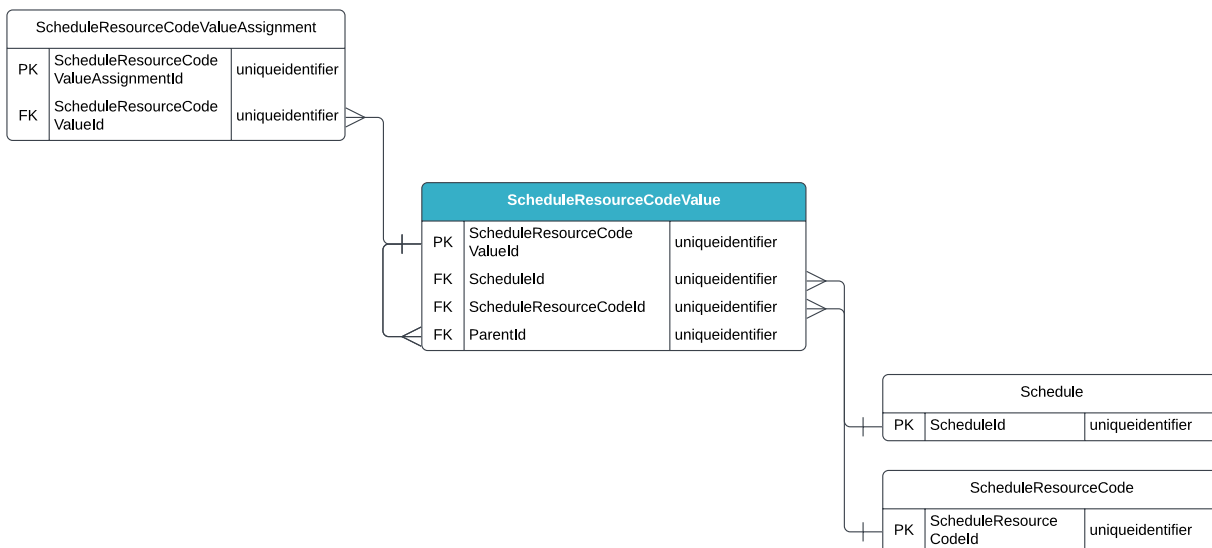 ScheduleResourceCodeValueAssignment
PK
ScheduleResourceCode
ValueAssignmentId
uniqueidentifier
FK
ScheduleResourceCode
ValueId
uniqueidentifier
ScheduleResourceCodeValue
PK
ScheduleResourceCode
ValueId
uniqueidentifier
FK
ScheduleId
uniqueidentifier
FK
ScheduleResourceCodeId
uniqueidentifier
FK
ParentId
uniqueidentifier
Schedule
PK
ScheduleId
uniqueidentifier
ScheduleResourceCode
PK
ScheduleResource
CodeId
uniqueidentifier